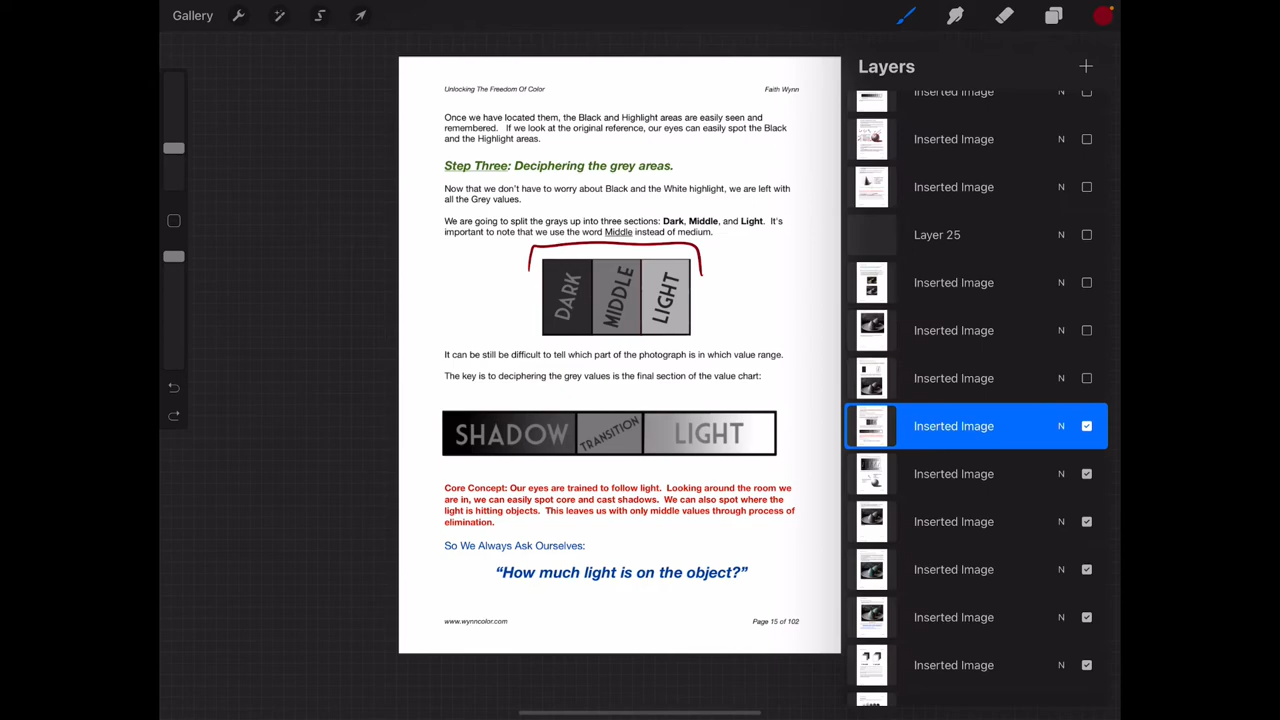 Gallery
Unlocking The Freedom Of Color
Faith Wynn
Once we have located them, the Black and Highlight areas are easily seen and
remembered. If we look at the original reference, our eyes can easily spot the Black
and the Highlight areas.
Step Three: Deciphering the grey areas.
Now that we don't have to worry about Black and the White highlight, we are left with
all the Grey values.
We are going to split the grays up into three sections: Dark, Middle, and Light. It's
important to note that we use the word Middle instead of medium.
DARK
MIDDLE
LIGHT
It can be still be difficult to tell which part of the photograph is in which value range.
The key is to deciphering the grey values is the final section of the value chart:
SHADOW
TRANSITION
LIGHT
Core Concept: Our eyes are trained to follow light. Looking around the room we
are in, we can easily spot core and cast shadows. We can also spot where the
light is hitting objects. This leaves us with only middle values through process of
elimination.
So We Always Ask Ourselves:
“How much light is on the object?”
www.wynncolor.com
Page 15 of 102
Layers
Inserted Image N
Inserted Image N
Inserted Image N
Layer 25 N
Inserted Image N
Inserted Image N
Inserted Image N
Inserted Image N
Inserted Image N
Inserted Image N
Inserted Image N
Inserted Image N
Inserted Image N